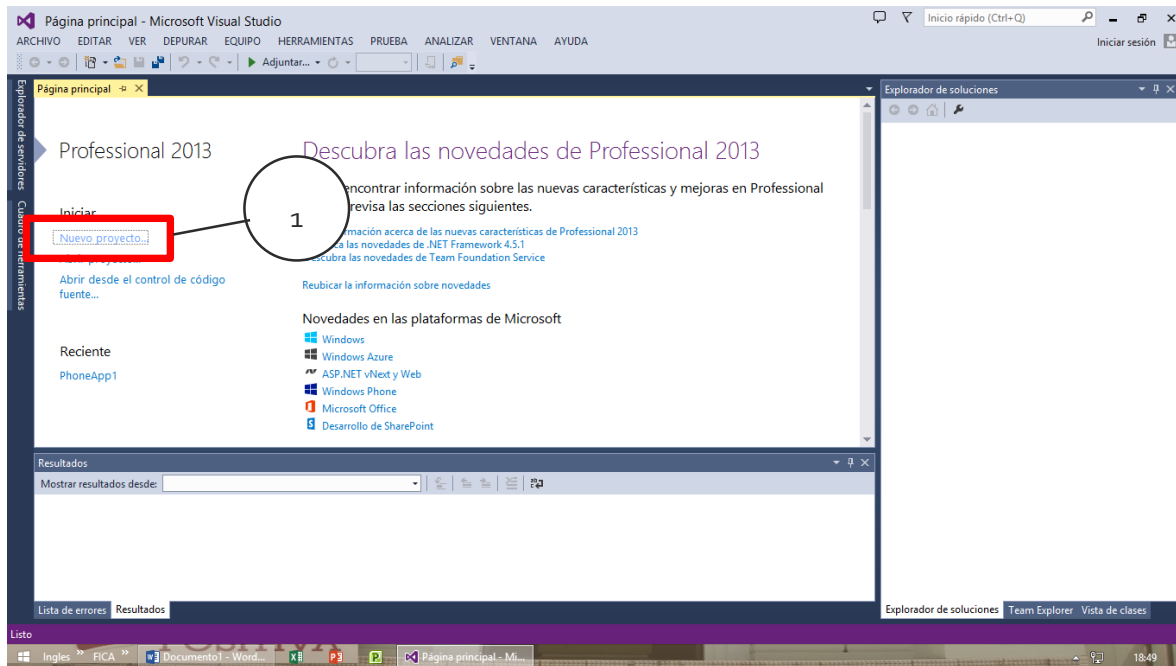 Página principal - Microsoft Visual Studio
Inicio rápido (Ctrl+Q)
ARCHIVO EDITAR VER DEPURAR EQUIPO HERRAMIENTAS PRUEBA ANALIZAR VENTANA AYUDA
Iniciar sesión
Adjuntar...
Explorador de servidores
Cuadro de herramientas
Página principal
Professional 2013
Iniciar
Nuevo proyecto...
Abrir desde el control de código
fuente...
Reciente
PhoneApp1
1
Descubra las novedades de Professional 2013
encontrar información sobre las nuevas características y mejoras en Professional
revisa las secciones siguientes.
acerca de las nuevas características de Professional 2013
las novedades de .NET Framework 4.5.1
Descubra las novedades de Team Foundation Service
Reubicar la información sobre novedades
Novedades en las plataformas de Microsoft
Windows
Windows Azure
ASP.NET vNext y Web
Windows Phone
Microsoft Office
Desarrollo de SharePoint
Explorador de soluciones
Resultados
Mostrar resultados desde:
Lista de errores Resultados
Explorador de soluciones Team Explorer Vista de clases
Listo
Ingles FICA Documento1 - Word... Página principal - Mi... 18:49